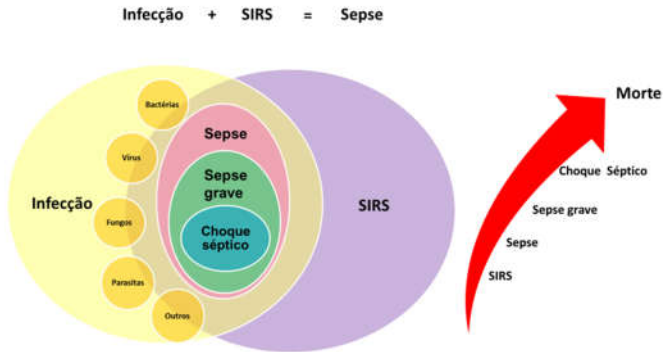 Infecção + SIRS = Sepse
Bactérias
Vírus
Fungos
Parasitas
Outros
Infecção
Sepse
Sepse
grave
Choque
séptico
SIRS
Morte
Choque Séptico
Sepse grave
Sepse
SIRS